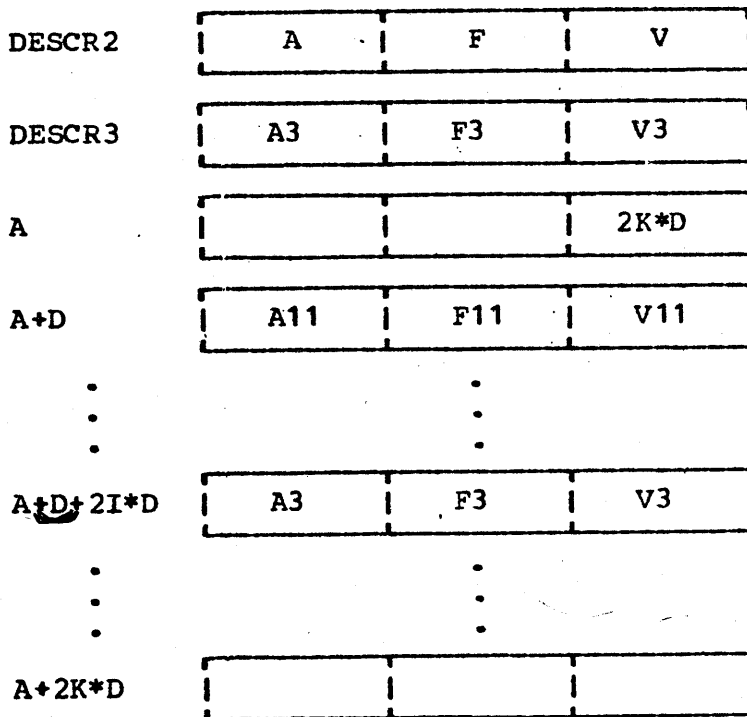 DESCR2 A F V
DESCR3 A3 F3 V3
A 2K*D
A+D A11 F11 V11
A+D+2I*D A3 F3 V3
A+2K*D